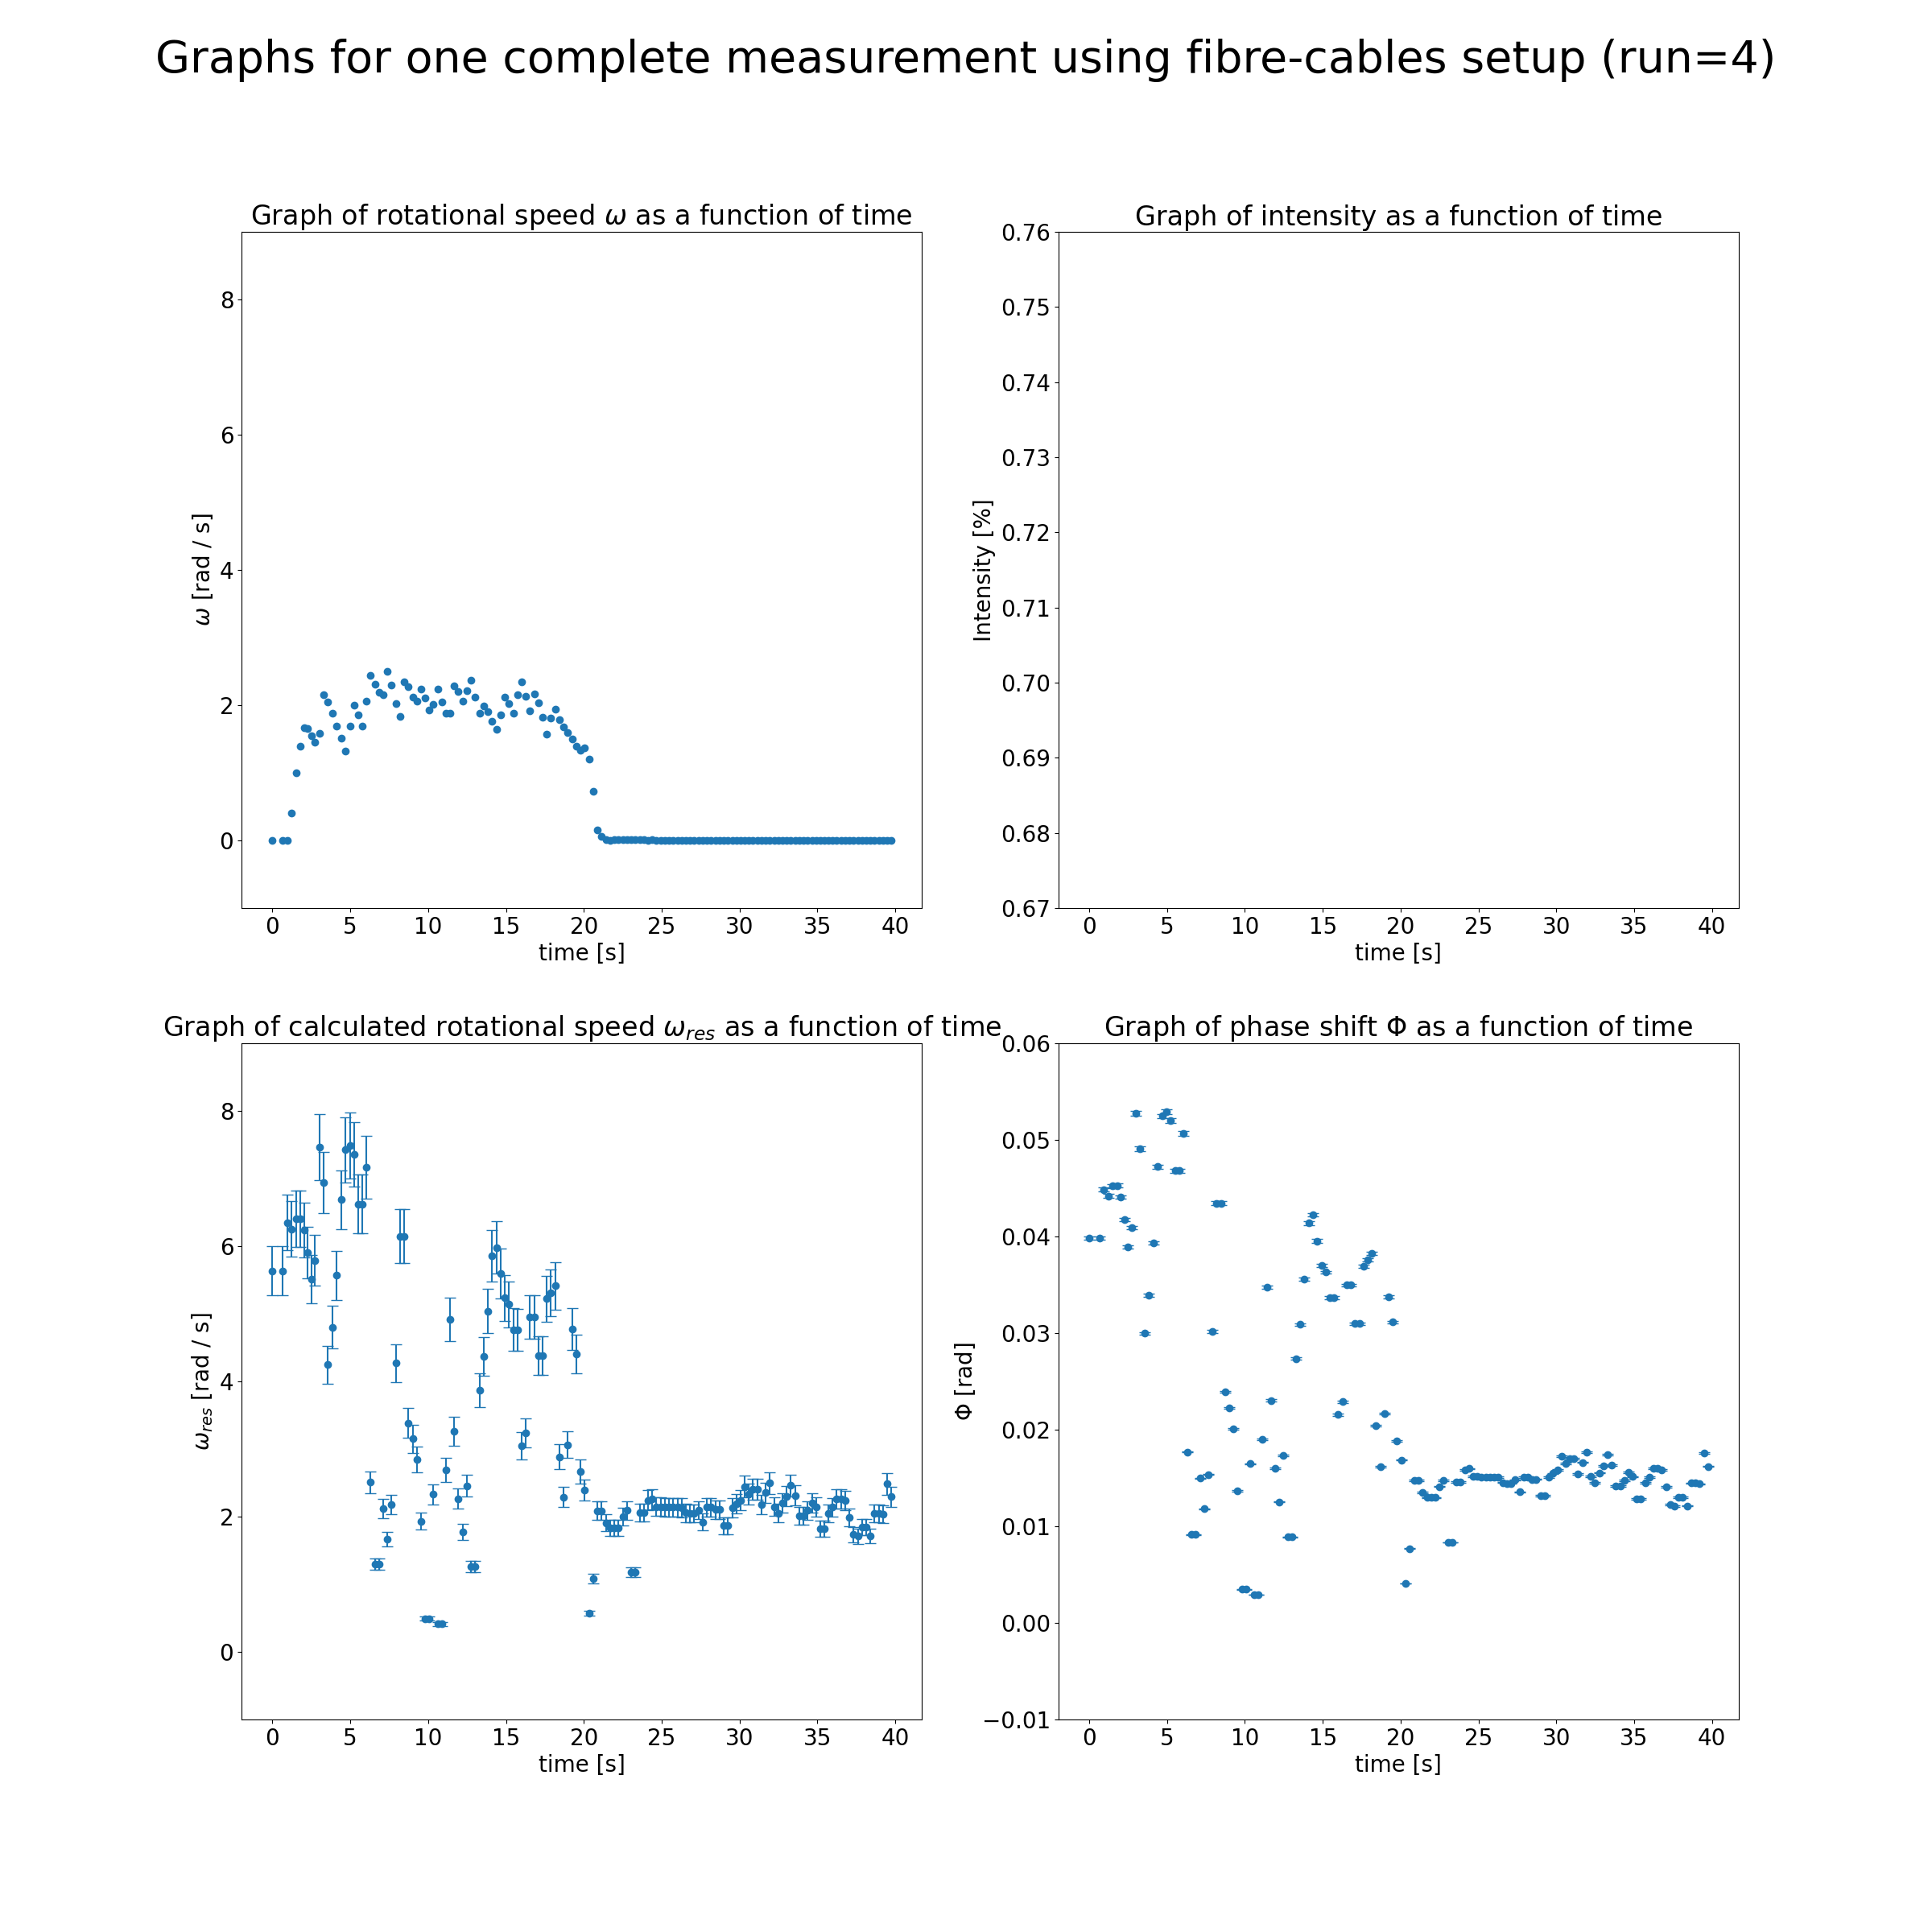 Graphs for one complete measurement using fibre-cables setup (run=4)
Graph of rotational speed ω as a function of time
8
6
4
2
0
ω [rad / s]
0 5 10 15 20 25 30 35 40
time [s]
Graph of intensity as a function of time
0.76
0.75
0.74
0.73
0.72
0.71
0.70
0.69
0.68
0.67
Intensity [%]
0 5 10 15 20 25 30 35 40
time [s]
Graph of calculated rotational speed ω_res as a function of time
8
6
4
2
0
ω_res [rad / s]
0 5 10 15 20 25 30 35 40
time [s]
Graph of phase shift Φ as a function of time
0.06
0.05
0.04
0.03
0.02
0.01
0.00
−0.01
Φ [rad]
0 5 10 15 20 25 30 35 40
time [s]